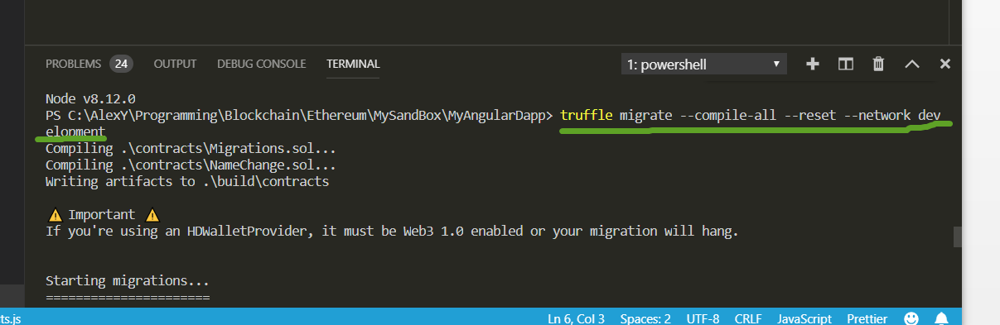 PROBLEMS 24 OUTPUT DEBUG CONSOLE TERMINAL 1: powershell
Node v8.12.0
PS C:\AlexY\Programming\Blockchain\Ethereum\MySandBox\MyAngularDapp> truffle migrate --compile-all --reset --network dev
elopment
Compiling .\contracts\Migrations.sol...
Compiling .\contracts\NameChange.sol...
Writing artifacts to .\build\contracts
⚠ Important ⚠
If you're using an HDWalletProvider, it must be Web3 1.0 enabled or your migration will hang.
Starting migrations...
======================
ts.js Ln 6, Col 3 Spaces: 2 UTF-8 CRLF JavaScript Prettier